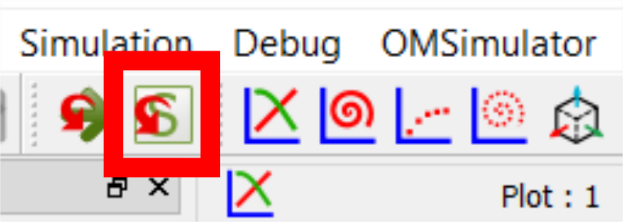 Simulation Debug OMSimulator
S
Plot : 1